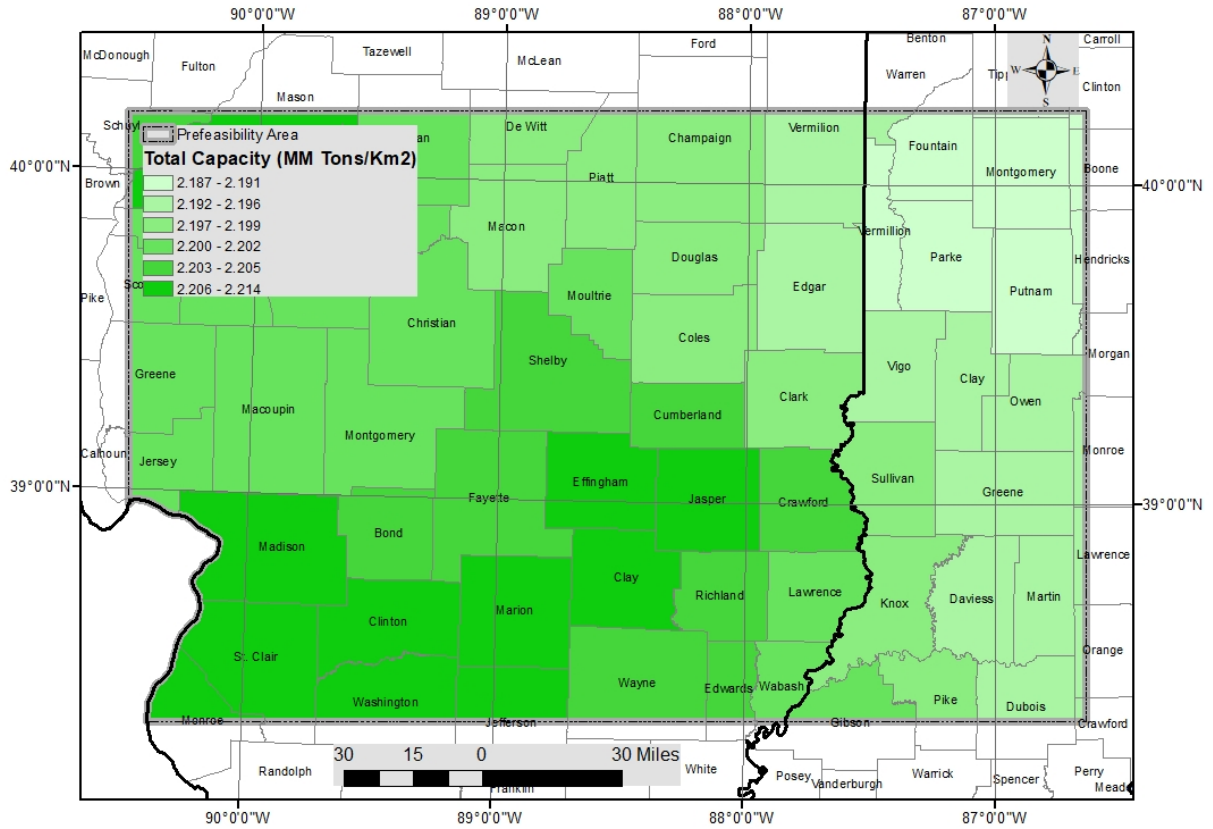 90°0'0"W 89°0'0"W 88°0'0"W 87°0'0"W
McDonough Fulton Tazewell McLean Ford Benton Carroll
Mason Warren Tipp Clinton
N
W E
S
Schuyl De Witt Champaign Vermilion Fountain Montgomery Boone
Prefeasibility Area
Total Capacity (MM Tons/Km2)
2.187 - 2.191
2.192 - 2.196
2.197 - 2.199
2.200 - 2.202
2.203 - 2.205
2.206 - 2.214
40°0'0"N 40°0'0"N
Brown Piatt
Macon Vermillion
Pike Sco Douglas Edgar Parke Hendricks
Moultrie Putnam
Christian Coles
Shelby Vigo Clay Morgan
Greene Macoupin Cumberland Clark Owen
Montgomery
Calhoun Jersey Monroe
39°0'0"N Fayette Effingham Jasper Crawford Sullivan Greene 39°0'0"N
Madison Bond Lawrence
Clay Richland Lawrence Knox Daviess Martin
Clinton Marion
St. Clair Orange
Washington Wayne Edwards Wabash Pike Dubois
Monroe Jefferson Gibson Crawford
30 15 0 30 Miles
Randolph White Posey Vanderburgh Warrick Spencer Perry
Franklin Mead
90°0'0"W 89°0'0"W 88°0'0"W 87°0'0"W